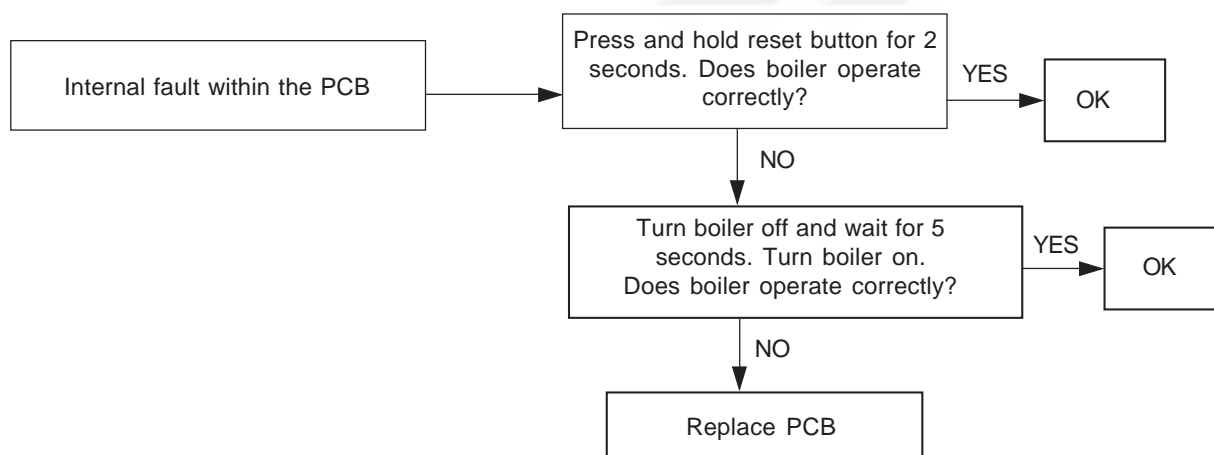 Internal fault within the PCB
Press and hold reset button for 2
seconds. Does boiler operate
correctly?
YES
OK
NO
Turn boiler off and wait for 5
seconds. Turn boiler on.
Does boiler operate correctly?
YES
OK
NO
Replace PCB